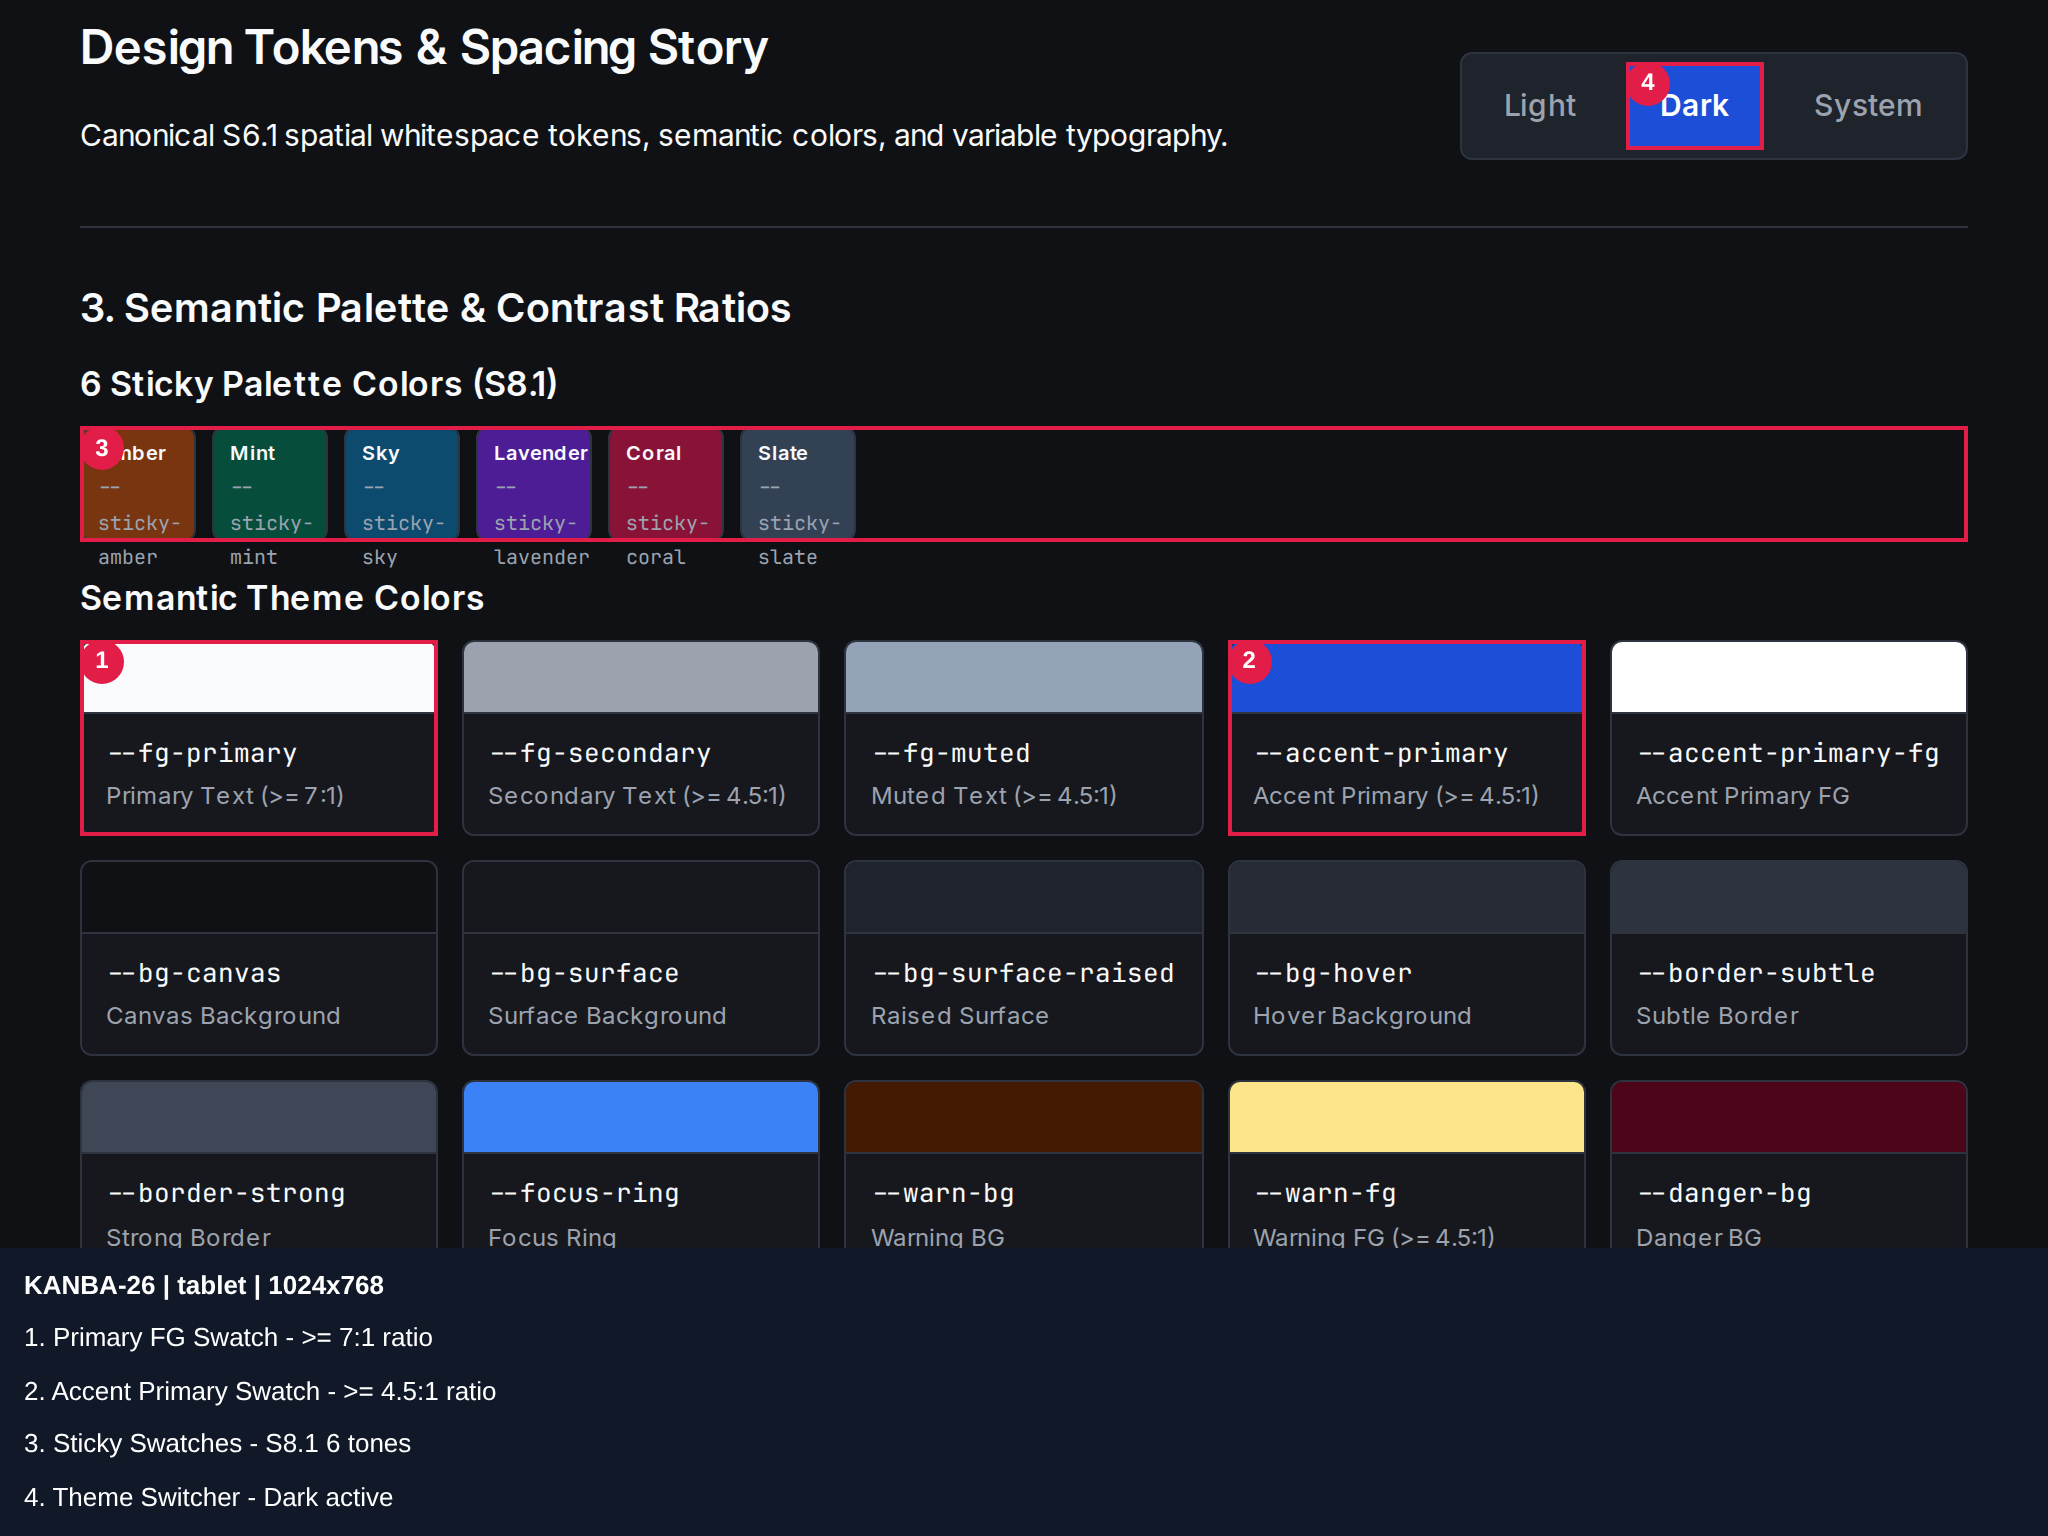 Design Tokens & Spacing Story
Canonical S6.1 spatial whitespace tokens, semantic colors, and variable typography.
Light
4
Dark
System
3. Semantic Palette & Contrast Ratios
6 Sticky Palette Colors (S8.1)
3
mber
--
sticky-
amber
Mint
--
sticky-
mint
Sky
--
sticky-
sky
Lavender
--
sticky-
lavender
Coral
--
sticky-
coral
Slate
--
sticky-
slate
Semantic Theme Colors
1
--fg-primary
Primary Text (>= 7:1)
--fg-secondary
Secondary Text (>= 4.5:1)
--fg-muted
Muted Text (>= 4.5:1)
2
--accent-primary
Accent Primary (>= 4.5:1)
--accent-primary-fg
Accent Primary FG
--bg-canvas
Canvas Background
--bg-surface
Surface Background
--bg-surface-raised
Raised Surface
--bg-hover
Hover Background
--border-subtle
Subtle Border
--border-strong
Strong Border
--focus-ring
Focus Ring
--warn-bg
Warning BG
--warn-fg
Warning FG (>= 4.5:1)
--danger-bg
Danger BG
KANBA-26 | tablet | 1024x768
1. Primary FG Swatch - >= 7:1 ratio
2. Accent Primary Swatch - >= 4.5:1 ratio
3. Sticky Swatches - S8.1 6 tones
4. Theme Switcher - Dark active